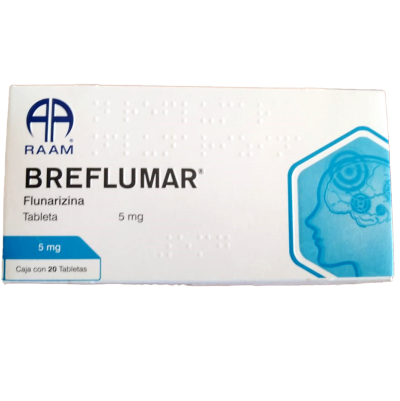 AA
RAAM®
BREFLUMAR®
Flunarizina
Tableta 5 mg
5 mg
Caja con 20 Tabletas